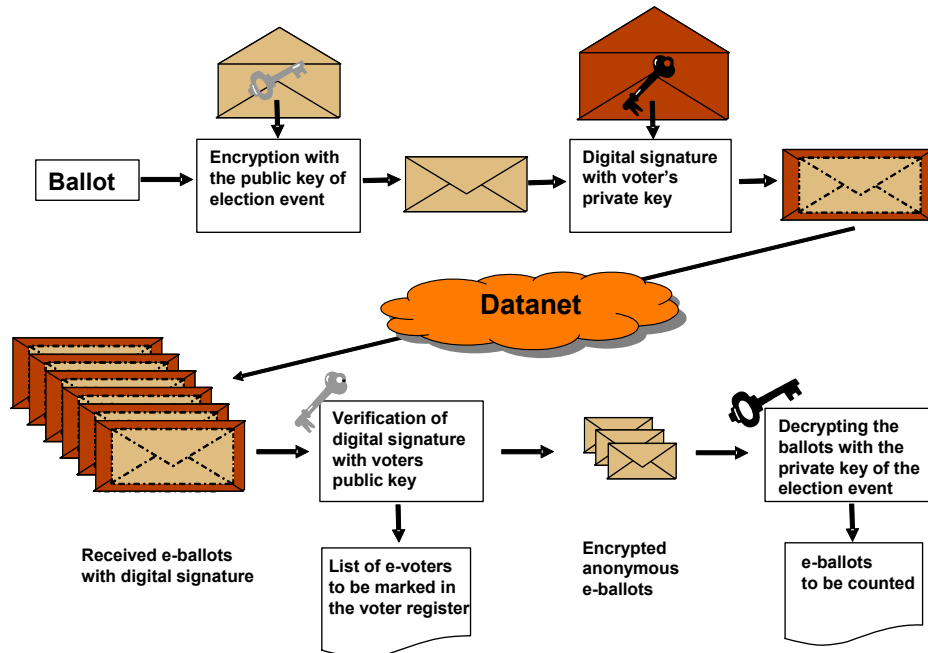 Ballot
Encryption with
the public key of
election event
Digital signature
with voter's
private key
Datanet
Verification of
digital signature
with voters
public key
Decrypting the
ballots with the
private key of the
election event
Received e-ballots
with digital signature
List of e-voters
to be marked in
the voter register
Encrypted
anonymous
e-ballots
e-ballots
to be counted